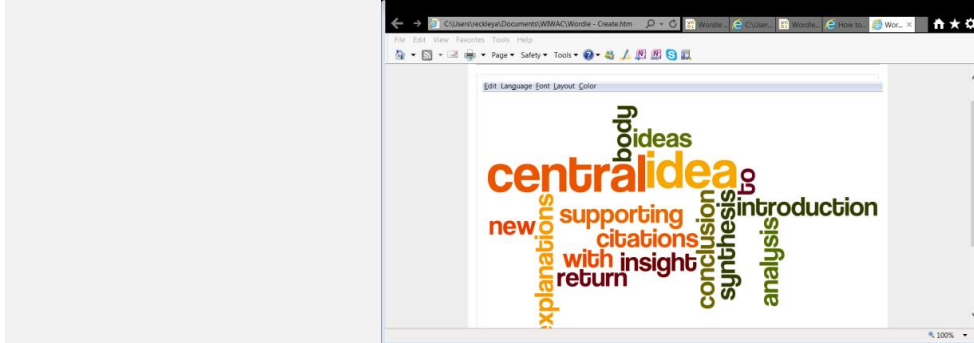 C:\Users\reckleya\Documents\WIWAC\Wordle - Create.htm
Wordle ...
C:\User...
Wordle...
How to...
Wor...
File Edit View Favorites Tools Help
Page Safety Tools
Edit Language Font Layout Color
body
ideas
central
idea
to
new
explanations
supporting
citations
with
insight
return
conclusion
synthesis
introduction
analysis
100%